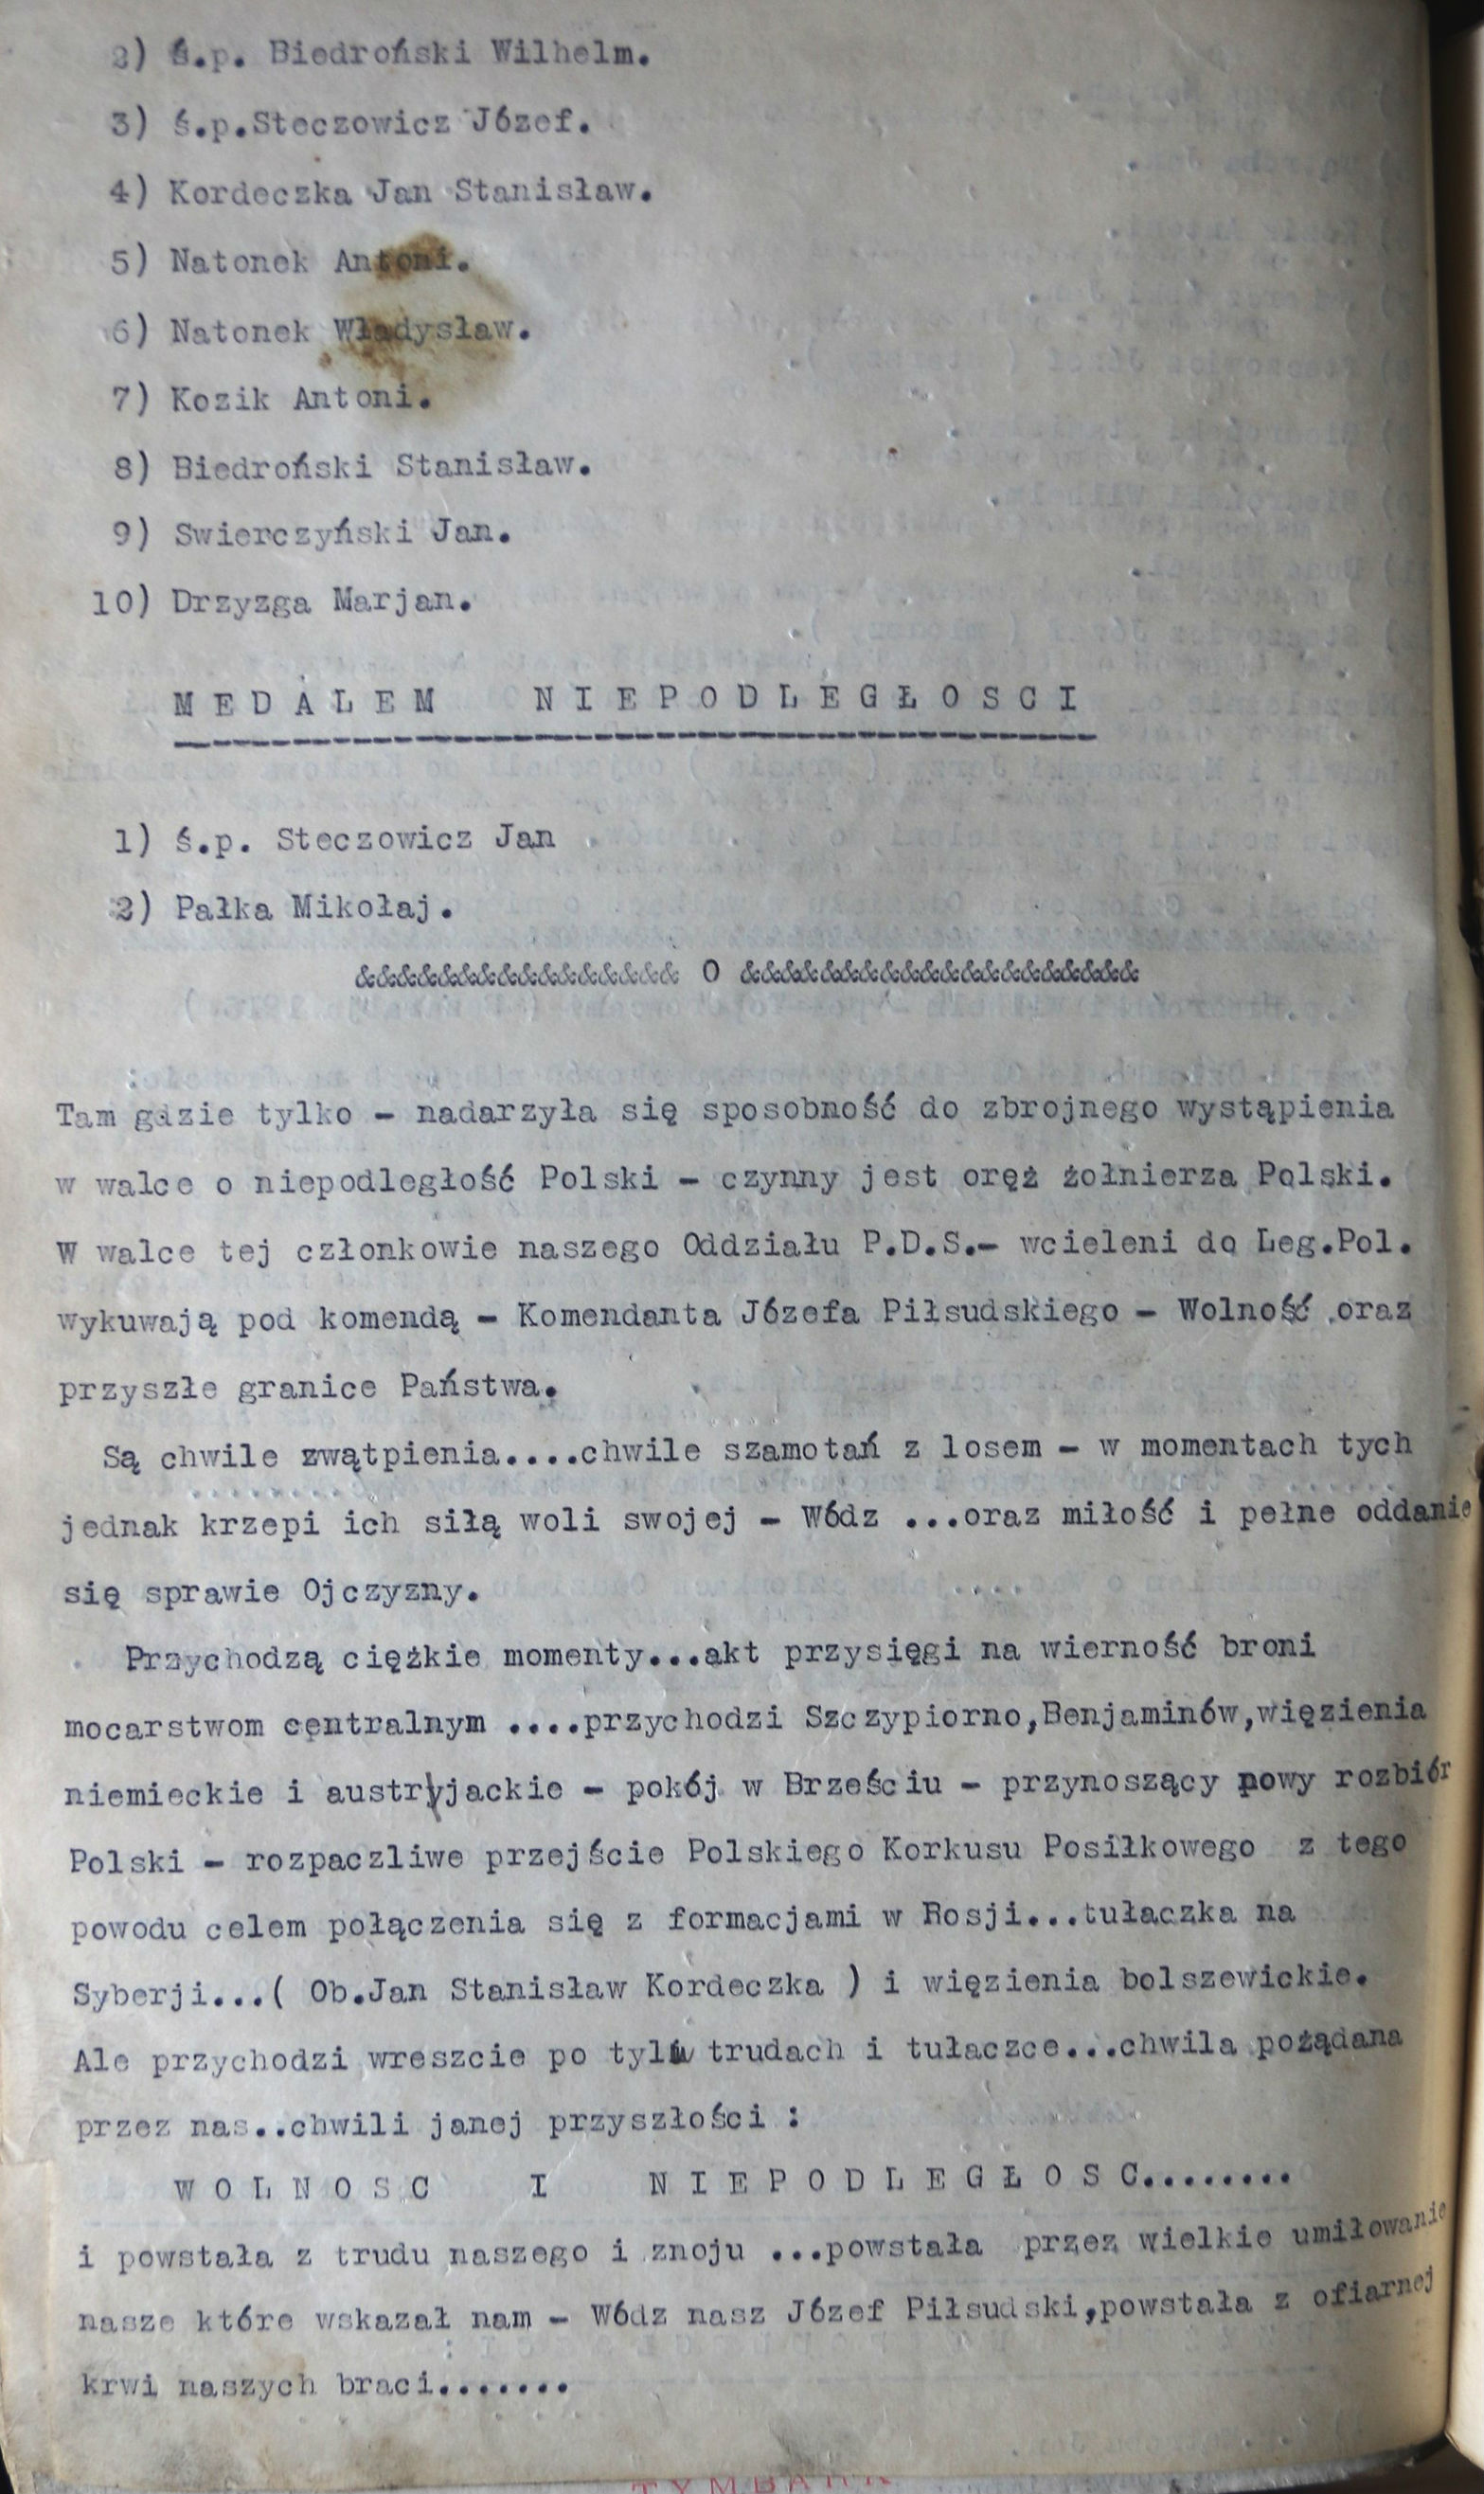 2) ś.p. Biedroński Wilhelm.
3) ś.p.Steczowicz Józef.
4) Kordeczka Jan Stanisław.
5) Natonek Antoni.
6) Natonek Władysław.
7) Kozik Antoni.
8) Biedroński Stanisław.
9) Swierczyński Jan.
10) Drzyzga Marjan.
M E D A L E M   N I E P O D L E G Ł O S C I
1) ś.p. Steczowicz Jan
2) Pałka Mikołaj.
&&&&&&&&&&&&&&&& O &&&&&&&&&&&&&&&&&&&&
Tam gdzie tylko – nadarzyła się sposobność do zbrojnego wystąpienia
w walce o niepodległość Polski – czynny jest oręż żołnierza Polski.
W walce tej członkowie naszego Oddziału P.D.S.– wcieleni do Leg.Pol.
wykuwają pod komendą – Komendanta Józefa Piłsudskiego – Wolność oraz
przyszłe granice Państwa.
Są chwile zwątpienia....chwile szamotań z losem – w momentach tych
jednak krzepi ich siłą woli swojej – Wódz ...oraz miłość i pełne oddanie
się sprawie Ojczyzny.
Przychodzą ciężkie momenty...akt przysięgi na wierność broni
mocarstwom centralnym ....przychodzi Szczypiorno,Benjaminów,więzienia
niemieckie i austryjackie – pokój w Brześciu – przynoszący nowy rozbiór
Polski – rozpaczliwe przejście Polskiego Korkusu Posiłkowego z tego
powodu celem połączenia się z formacjami w Rosji...tułaczka na
Syberji...( Ob.Jan Stanisław Kordeczka ) i więzienia bolszewickie.
Ale przychodzi wreszcie po tylu trudach i tułaczce...chwila pożądana
przez nas..chwili janej przyszłości :
W O L N O S C   I   N I E P O D L E G Ł O S C........
i powstała z trudu naszego i znoju ...powstała przez wielkie umiłowanie
nasze które wskazał nam – Wódz nasz Józef Piłsudski,powstała z ofiarnej
krwi naszych braci.......
TYMBARK